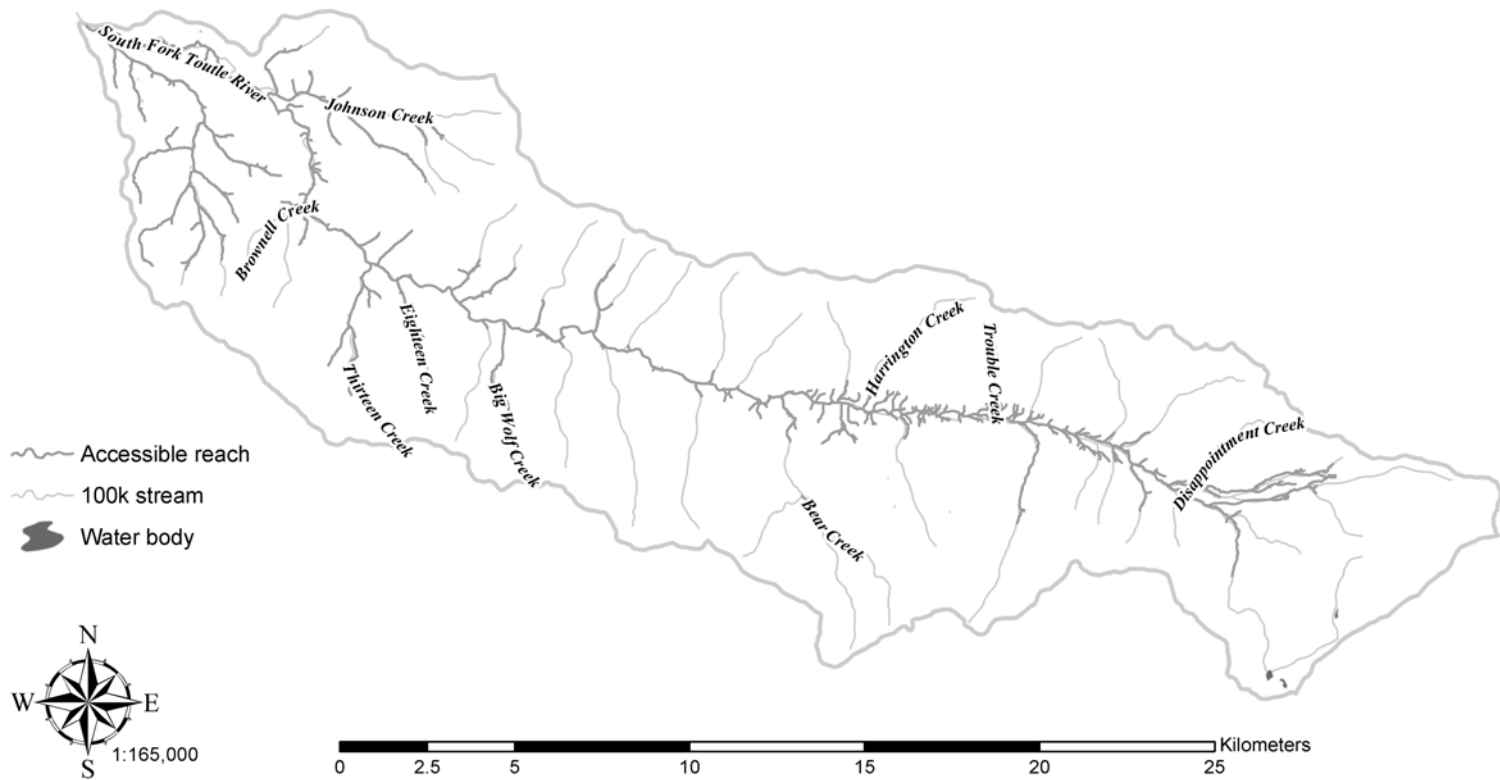 South Fork Toutle River
Johnson Creek
Brownell Creek
Eighteen Creek
Thirteen Creek
Big Wolf Creek
Harrington Creek
Trouble Creek
Disappointment Creek
Bear Creek
Accessible reach
100k stream
Water body
N
W
E
S
1:165,000
Kilometers
0 2.5 5 10 15 20 25